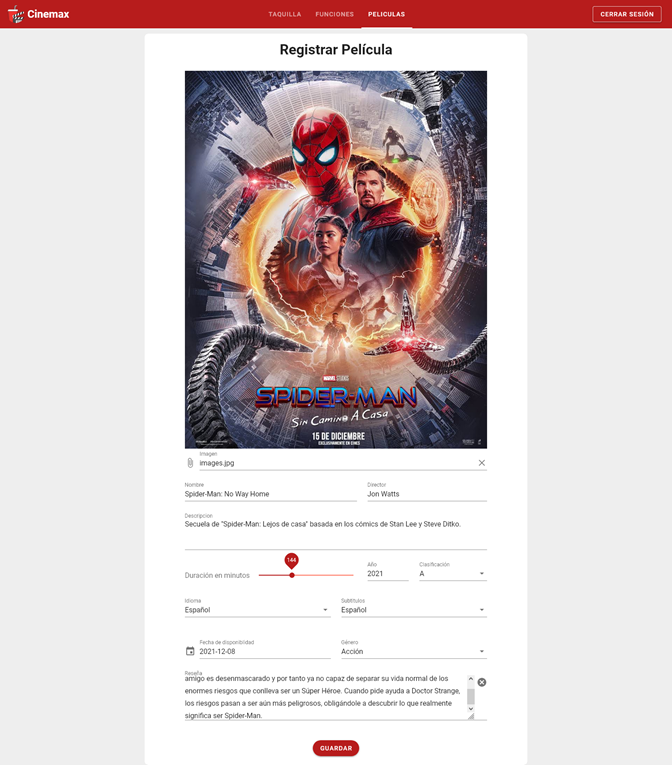 Cinemax
TAQUILLA
FUNCIONES
PELICULAS
CERRAR SESIÓN
Registrar Película
MARVEL STUDIOS
SPIDER-MAN
SIN CAMINO A CASA
15 DE DICIEMBRE
EXCLUSIVAMENTE EN CINES
Imagen
images.jpg
Nombre
Director
Spider-Man: No Way Home
Jon Watts
Descripcion
Secuela de "Spider-Man: Lejos de casa" basada en los cómics de Stan Lee y Steve Ditko.
144
Duración en minutos
Año
Clasificación
2021
A
Idioma
Subtitulos
Español
Español
Fecha de disponiblidad
Género
2021-12-08
Acción
Reseña
amigo es desenmascarado y por tanto ya no capaz de separar su vida normal de los
enormes riesgos que conlleva ser un Súper Héroe. Cuando pide ayuda a Doctor Strange,
los riesgos pasan a ser aún más peligrosos, obligándole a descubrir lo que realmente
significa ser Spider-Man.
GUARDAR